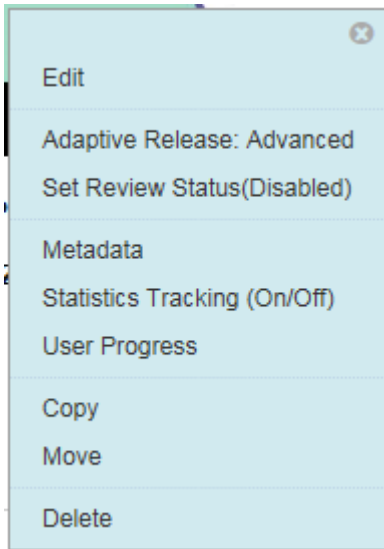 Edit
Adaptive Release: Advanced
Set Review Status(Disabled)
Metadata
Statistics Tracking (On/Off)
User Progress
Copy
Move
Delete